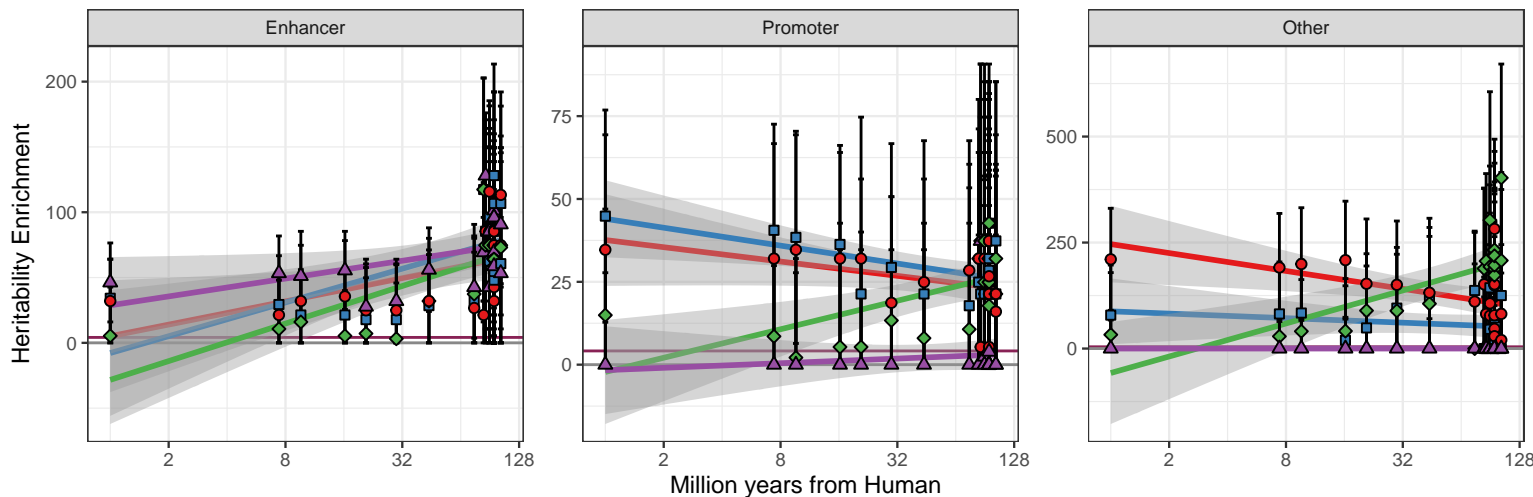 Enhancer Promoter Other
Heritability Enrichment
200
100
0
75
50
25
0
500
250
0
2 8 32 128 2 8 32 128 2 8 32 128
Million years from Human